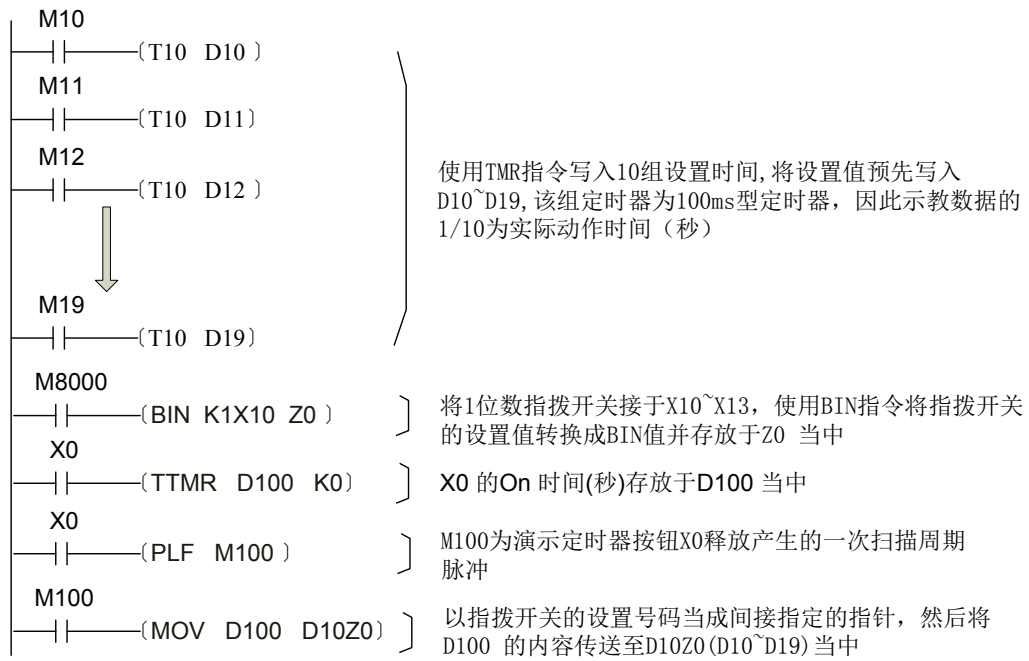 M10
(T10 D10)
M11
(T10 D11)
M12
(T10 D12)
使用TMR指令写入10组设置时间,将设置值预先写入
D10~D19,该组定时器为100ms型定时器，因此示教数据的
1/10为实际动作时间（秒）
M19
(T10 D19)
M8000
(BIN K1X10 Z0)
将1位数指拨开关接于X10~X13，使用BIN指令将指拨开关
的设置值转换成BIN值并存放于Z0 当中
X0
(TTMR D100 K0)
X0 的On 时间(秒)存放于D100 当中
X0
(PLF M100)
M100为演示定时器按钮X0释放产生的一次扫描周期
脉冲
M100
(MOV D100 D10Z0)
以指拨开关的设置号码当成间接指定的指针，然后将
D100 的内容传送至D10Z0(D10~D19)当中